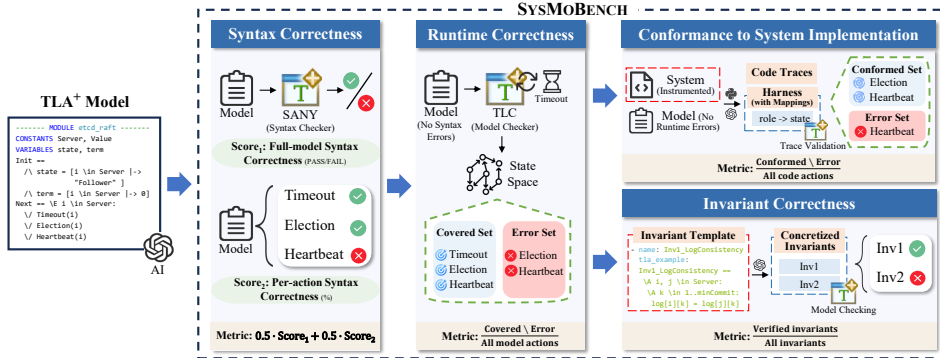 SYSMOBENCH
TLA+ Model
------- MODULE etcd_raft -------
CONSTANTS Server, Value
VARIABLES state, term
Init ==
/\ state = [i \in Server |->
"Follower" ]
/\ term = [i \in Server |-> 0]
Next == \E i \in Server:
\/ Timeout(i)
\/ Election(i)
\/ Heartbeat(i)
AI
Syntax Correctness
Model
SANY
(Syntax Checker)
Score1: Full-model Syntax
Correctness (PASS/FAIL)
Model
Timeout
Election
Heartbeat
Score2: Per-action Syntax
Correctness (%)
Metric: 0.5 · Score1 + 0.5 · Score2
Runtime Correctness
Model
(No Syntax
Errors)
TLC
(Model Checker)
Timeout
State
Space
Covered Set
Timeout
Election
Heartbeat
Error Set
Election
Heartbeat
Metric: Covered \ Error
All model actions
Conformance to System Implementation
System
(Instrumented)
Model (No
Runtime Errors)
Code Traces
Harness
(with Mappings)
role -> state
Trace Validation
Conformed Set
Election
Heartbeat
Error Set
Heartbeat
Metric: Conformed \ Error
All code actions
Invariant Correctness
Invariant Template
- name: Inv1_LogConsistency
tla_example:
Inv1_LogConsistency ==
\A i, j \in Server:
\A k \in 1..minCommit:
log[i][k] = log[j][k]
Concretized
Invariants
Inv1
Inv2
Model Checking
Inv1
Inv2
Metric: Verified invariants
All invariants